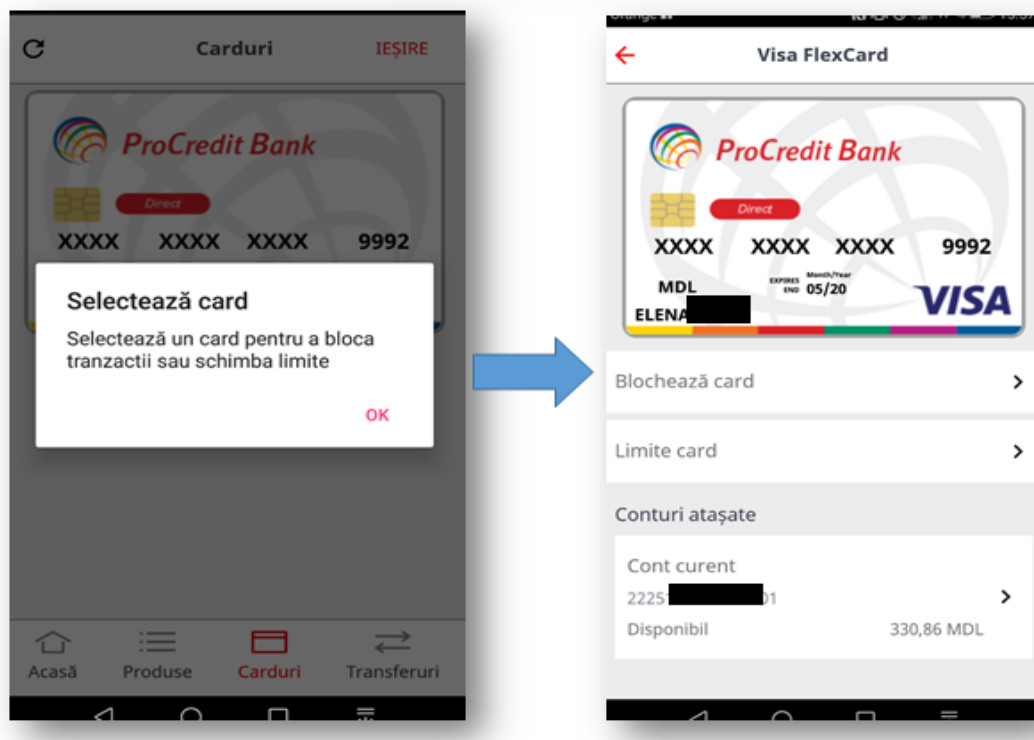 Carduri
IEȘIRE
ProCredit Bank
Direct
XXXX XXXX XXXX 9992
Selectează card
Selectează un card pentru a bloca
tranzactii sau schimba limite
OK
Acasă
Produse
Carduri
Transferuri
Visa FlexCard
ProCredit Bank
Direct
XXXX XXXX XXXX 9992
MDL
EXPIRES END
Month/Year
05/20
ELENA
VISA
Blochează card
Limite card
Conturi atașate
Cont curent
2225
01
Disponibil 330,86 MDL